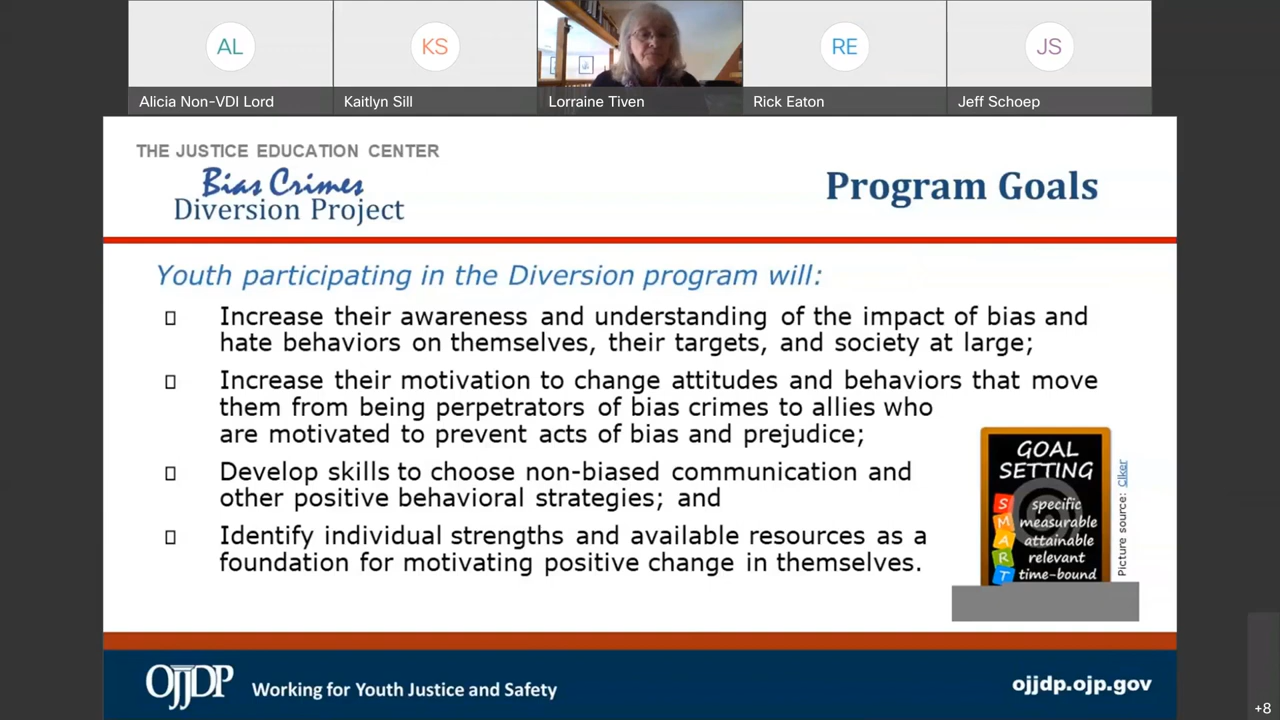 AL
KS
RE
JS
Alicia Non-VDI Lord
Kaitlyn Sill
Lorraine Tiven
Rick Eaton
Jeff Schoep
THE JUSTICE EDUCATION CENTER
Bias Crimes
Diversion Project
Program Goals
Youth participating in the Diversion program will:
Increase their awareness and understanding of the impact of bias and
hate behaviors on themselves, their targets, and society at large;
Increase their motivation to change attitudes and behaviors that move
them from being perpetrators of bias crimes to allies who
are motivated to prevent acts of bias and prejudice;
Develop skills to choose non-biased communication and
other positive behavioral strategies; and
Identify individual strengths and available resources as a
foundation for motivating positive change in themselves.
GOAL
SETTING
S specific
M measurable
A attainable
R relevant
T time-bound
Picture source: Clker
OJJDP
Working for Youth Justice and Safety
ojjdp.ojp.gov
+8